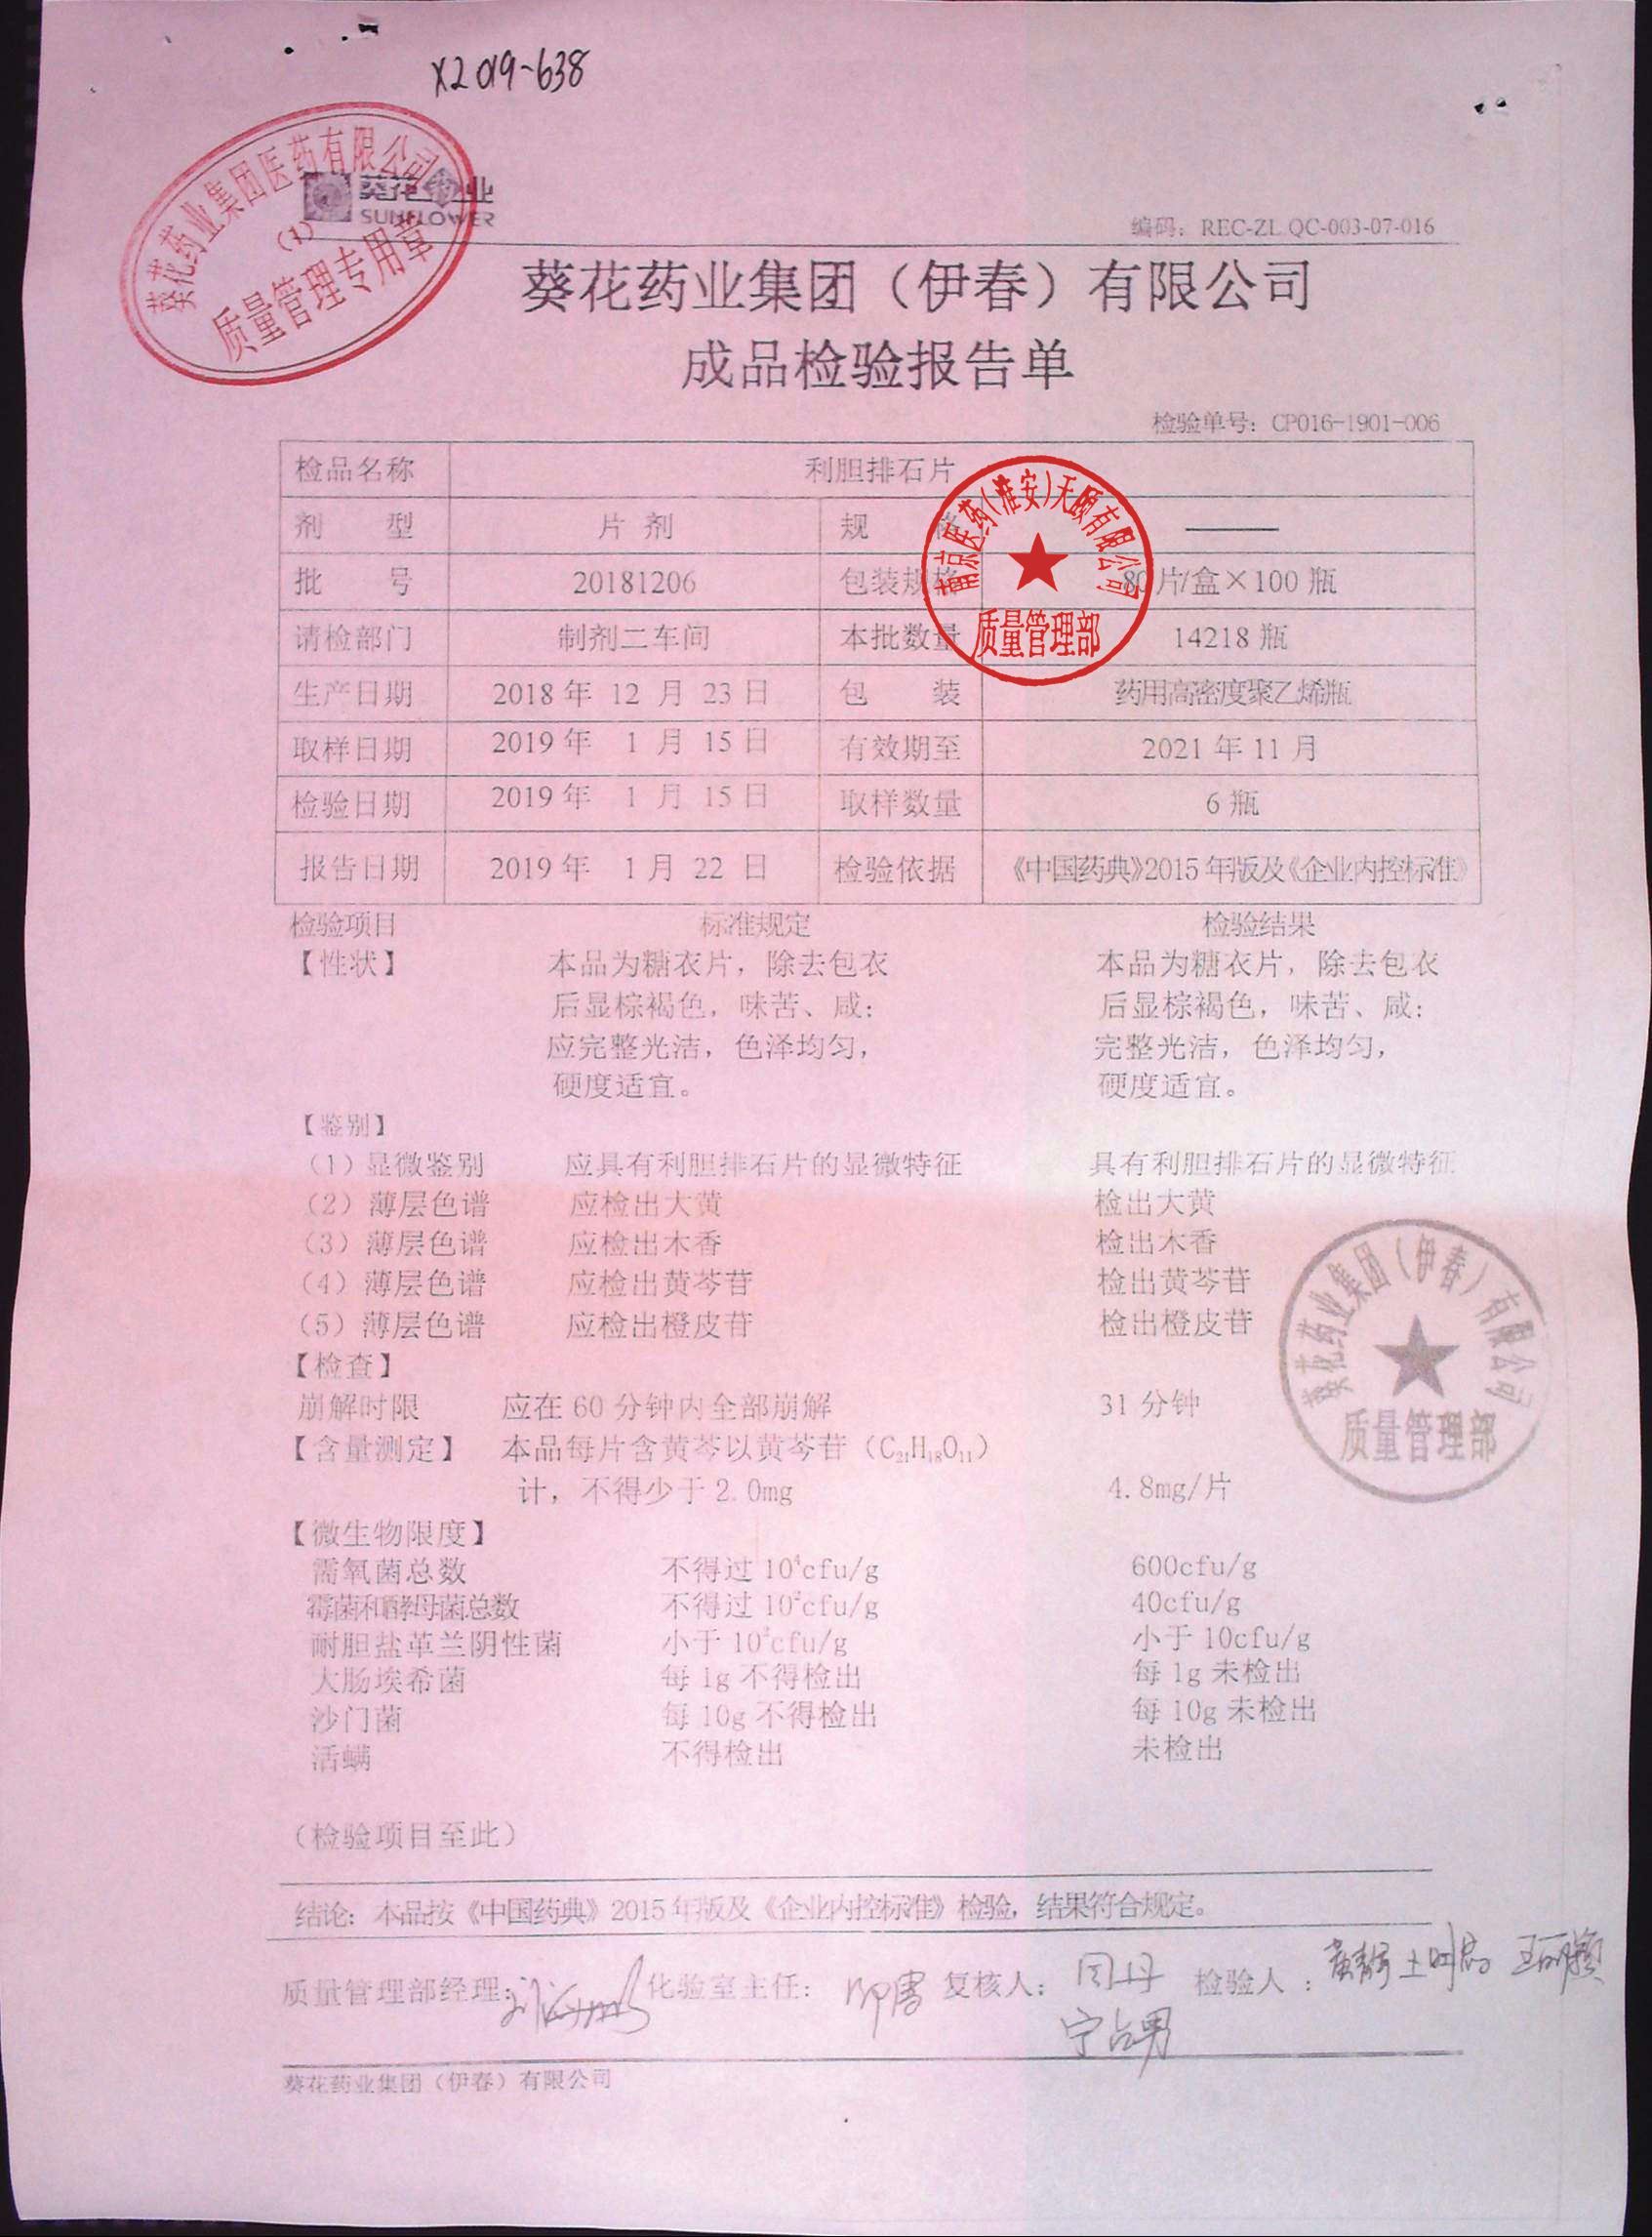 X2019-638
葵花药业集团医药有限公司
(1)
质量管理专用章
葵花药业
SUNFLOWER
编码：REC-ZL.QC-003-07-016
葵花药业集团（伊春）有限公司
成品检验报告单
检验单号：CP016-1901-006
检品名称 利胆排石片
剂 型 片 剂 规 格 ——
批 号 20181206 包装规格 80片/盒×100瓶
请检部门 制剂二车间 本批数量 14218瓶
生产日期 2018年 12 月 23日 包 装 药用高密度聚乙烯瓶
取样日期 2019年 1 月 15日 有效期至 2021年11月
检验日期 2019年 1 月 15日 取样数量 6瓶
报告日期 2019年 1月 22 日 检验依据 《中国药典》2015年版及《企业内控标准》
南京医药(淮安)天颐有限公司
质量管理部
检验项目 标准规定 检验结果
【性状】 本品为糖衣片，除去包衣 本品为糖衣片，除去包衣
后显棕褐色，味苦、咸； 后显棕褐色，味苦、咸；
应完整光洁，色泽均匀， 完整光洁，色泽均匀，
硬度适宜。 硬度适宜。
【鉴别】
（1）显微鉴别 应具有利胆排石片的显微特征 具有利胆排石片的显微特征
（2）薄层色谱 应检出大黄 检出大黄
（3）薄层色谱 应检出木香 检出木香
（4）薄层色谱 应检出黄芩苷 检出黄芩苷
（5）薄层色谱 应检出橙皮苷 检出橙皮苷
【检查】
崩解时限 应在60分钟内全部崩解 31分钟
【含量测定】 本品每片含黄芩以黄芩苷（C₂₁H₁₈O₁₁）
计，不得少于2.0mg 4.8mg/片
葵花药业集团（伊春）有限公司
质量管理部
【微生物限度】
需氧菌总数 不得过10⁴cfu/g 600cfu/g
霉菌和酵母菌总数 不得过10²cfu/g 40cfu/g
耐胆盐革兰阴性菌 小于10²cfu/g 小于10cfu/g
大肠埃希菌 每1g不得检出 每1g未检出
沙门菌 每10g不得检出 每10g未检出
活螨 不得检出 未检出
（检验项目至此）
结论：本品按《中国药典》2015年版及《企业内控标准》检验，结果符合规定。
质量管理部经理： 化验室主任： 复核人：周丹 检验人：
宁占男
葵花药业集团（伊春）有限公司